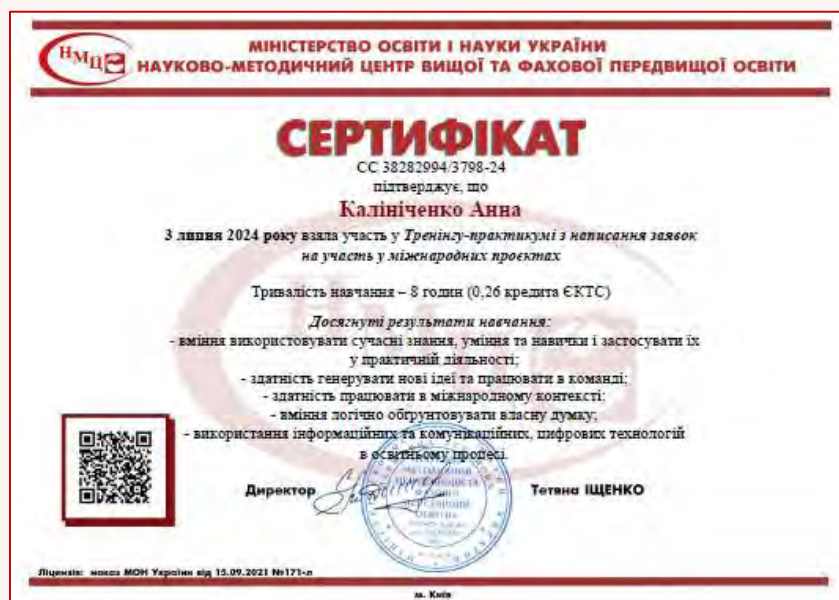 НМЦ
МІНІСТЕРСТВО ОСВІТИ І НАУКИ УКРАЇНИ
НАУКОВО-МЕТОДИЧНИЙ ЦЕНТР ВИЩОЇ ТА ФАХОВОЇ ПЕРЕДВИЩОЇ ОСВІТИ
СЕРТИФІКАТ
СС 38282994/3798-24
підтверджує, що
Калініченко Анна
3 липня 2024 року взяла участь у Тренінгу-практикумі з написання заявок
на участь у міжнародних проєктах
Тривалість навчання – 8 годин (0,26 кредита ЄКТС)
Досягнуті результати навчання:
- вміння використовувати сучасні знання, уміння та навички і застосувати їх
у практичній діяльності;
- здатність генерувати нові ідеї та працювати в команді;
- здатність працювати в міжнародному контексті;
- вміння логічно обґрунтовувати власну думку;
- використання інформаційних та комунікаційних, цифрових технологій
в освітньому процесі.
Директор Тетяна ІЩЕНКО
Ліцензія: наказ МОН України від 15.09.2021 №171-л
м. Київ